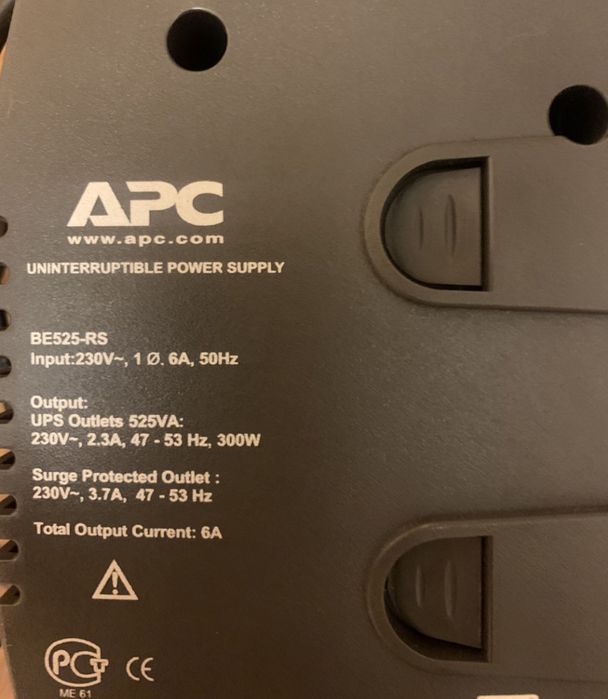 APC
www.apc.com
UNINTERRUPTIBLE POWER SUPPLY
BE525-RS
Input:230V~, 1 Ø. 6A, 50Hz
Output:
UPS Outlets 525VA:
230V~, 2.3A, 47 - 53 Hz, 300W
Surge Protected Outlet :
230V~, 3.7A, 47 - 53 Hz
Total Output Current: 6A
PCT CE
ME 61